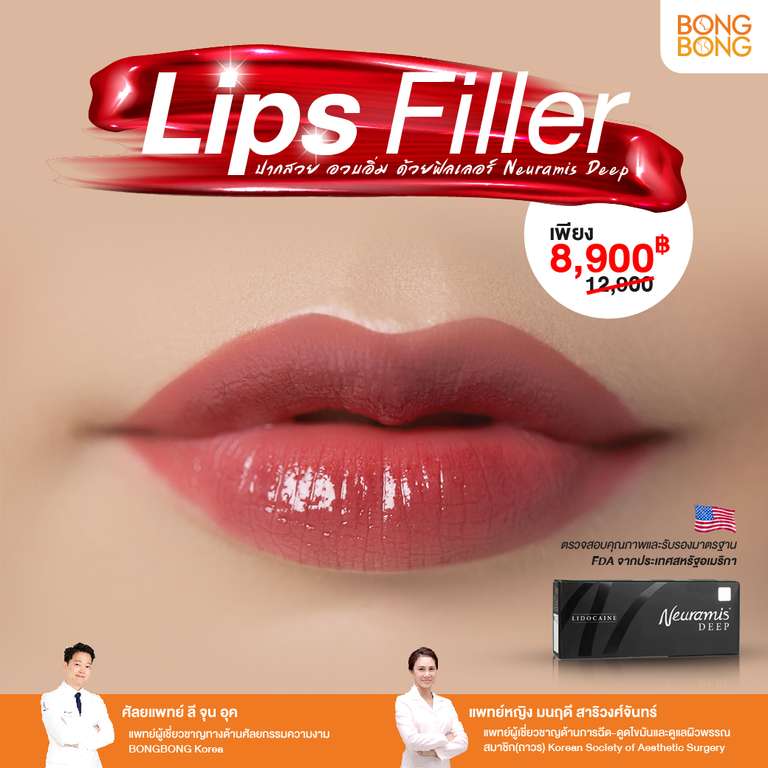 BONG
BONG
Lips Filler
ปากสวย อวบอิ่ม ด้วยฟิลเลอร์ Neuramis Deep
เพียง
8,900฿
12,900
ตรวจสอบคุณภาพและรับรองมาตรฐาน
FDA จากประเทศสหรัฐอเมริกา
LIDOCAINE
Neuramis
DEEP
ศัลยแพทย์ ลี จุน อุค
แพทย์ผู้เชี่ยวชาญทางด้านศัลยกรรมความงาม
BONGBONG Korea
แพทย์หญิง มนฤดี สาริวงศ์จันทร์
แพทย์ผู้เชี่ยวชาญด้านการฉีด-ดูดไขมันและดูแลผิวพรรณ
สมาชิก(ถาวร) Korean Society of Aesthetic Surgery